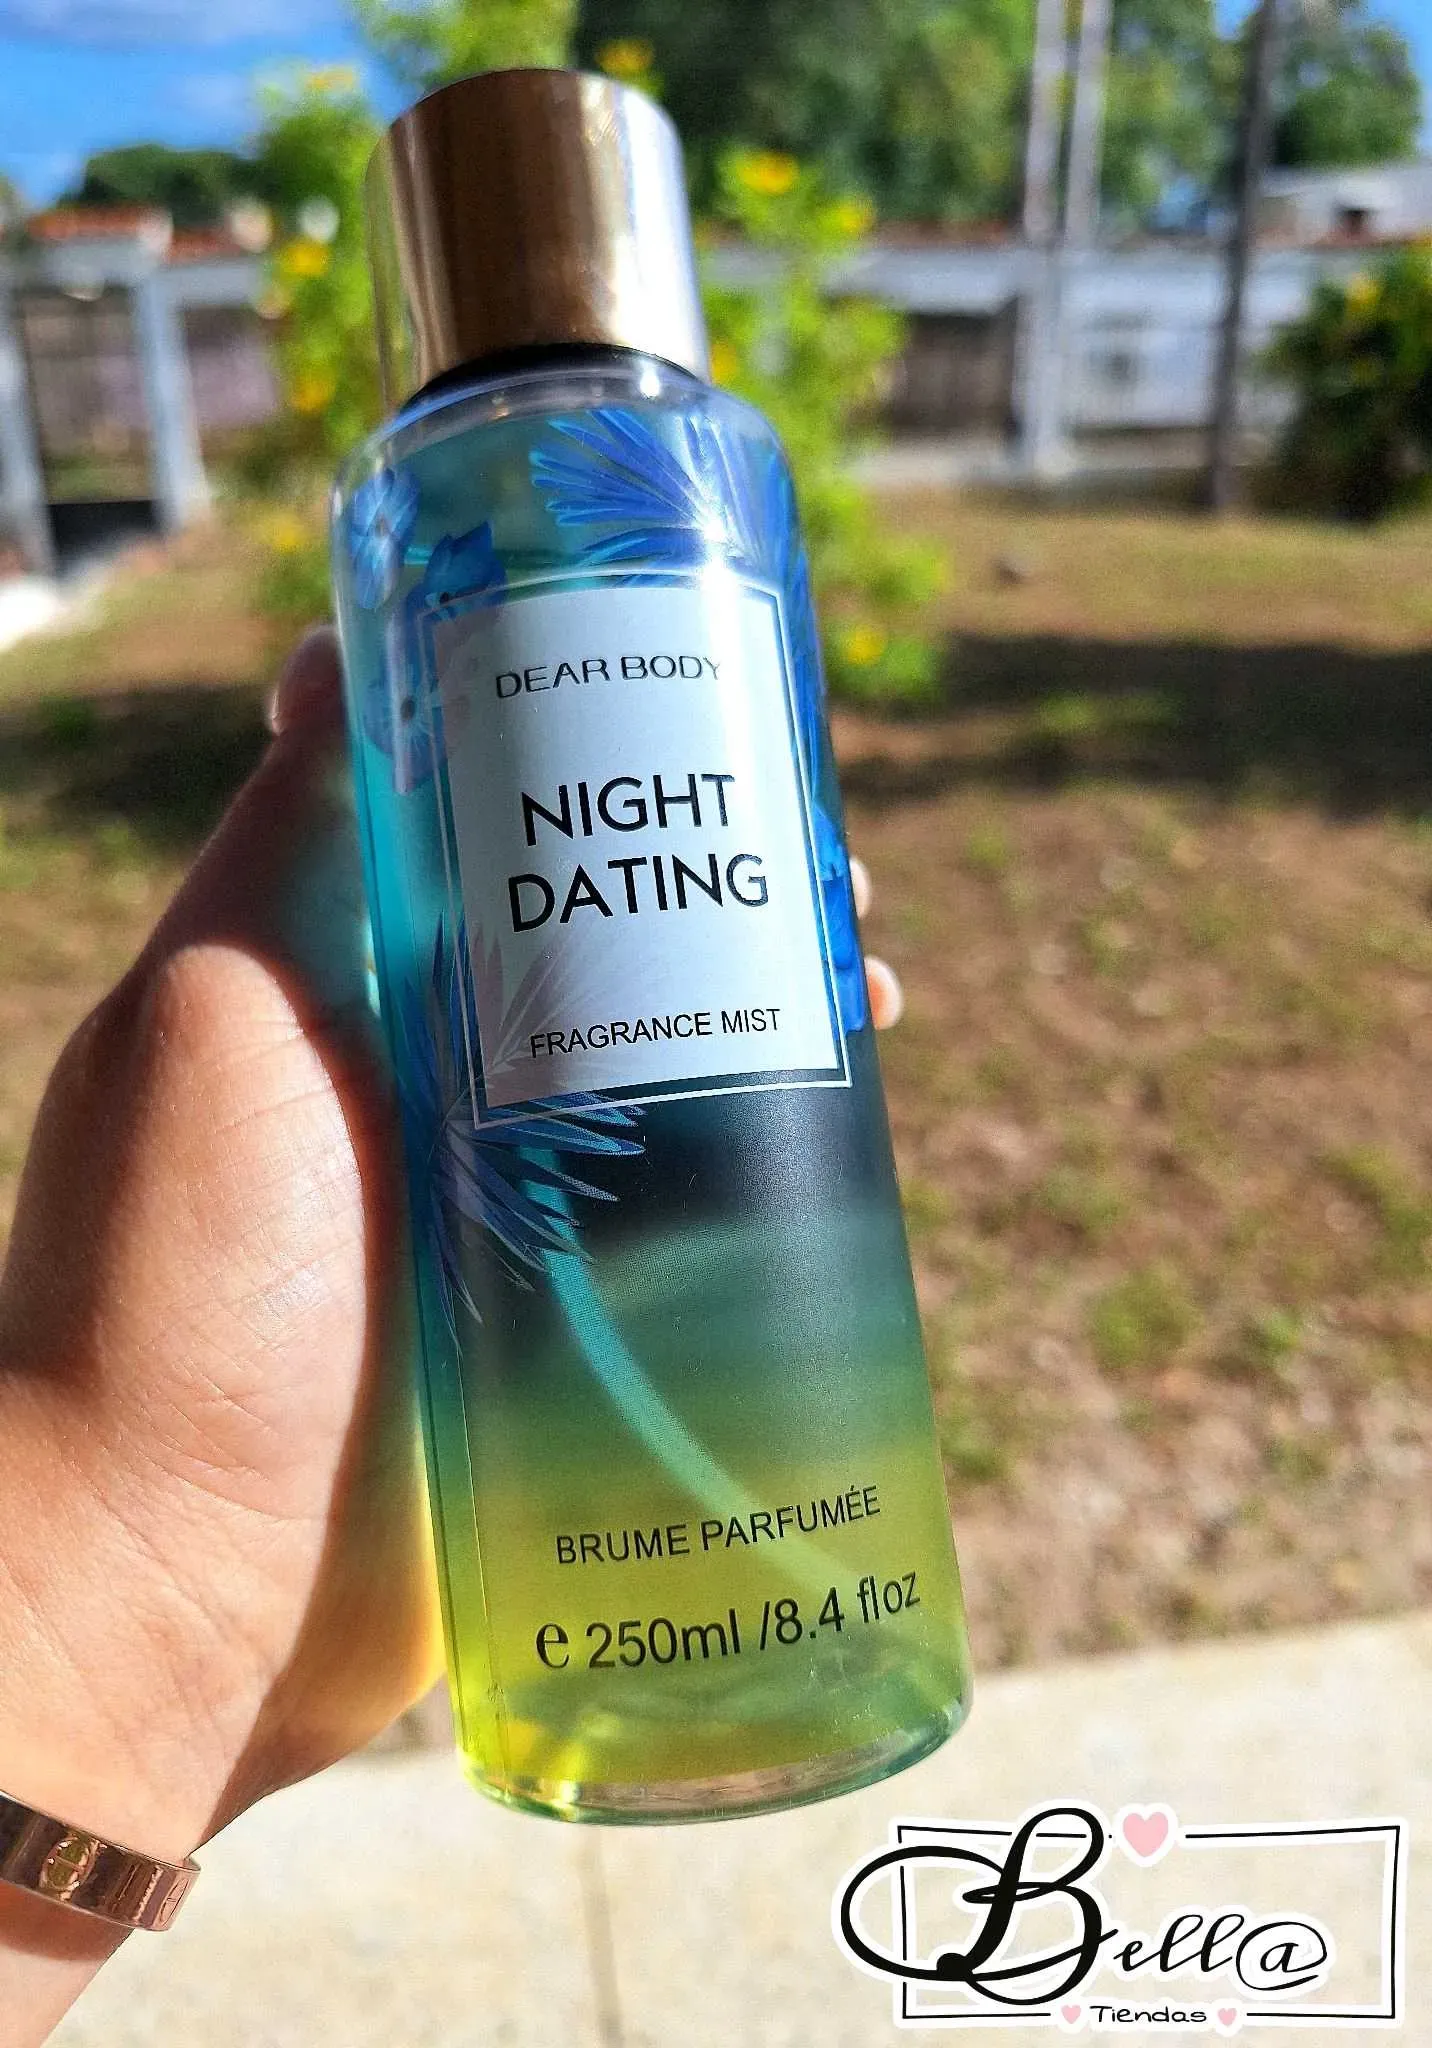 DEAR BODY
NIGHT
DATING
FRAGRANCE MIST
BRUME PARFUMÉE
e 250ml /8.4 floz
Bell@
Tiendas